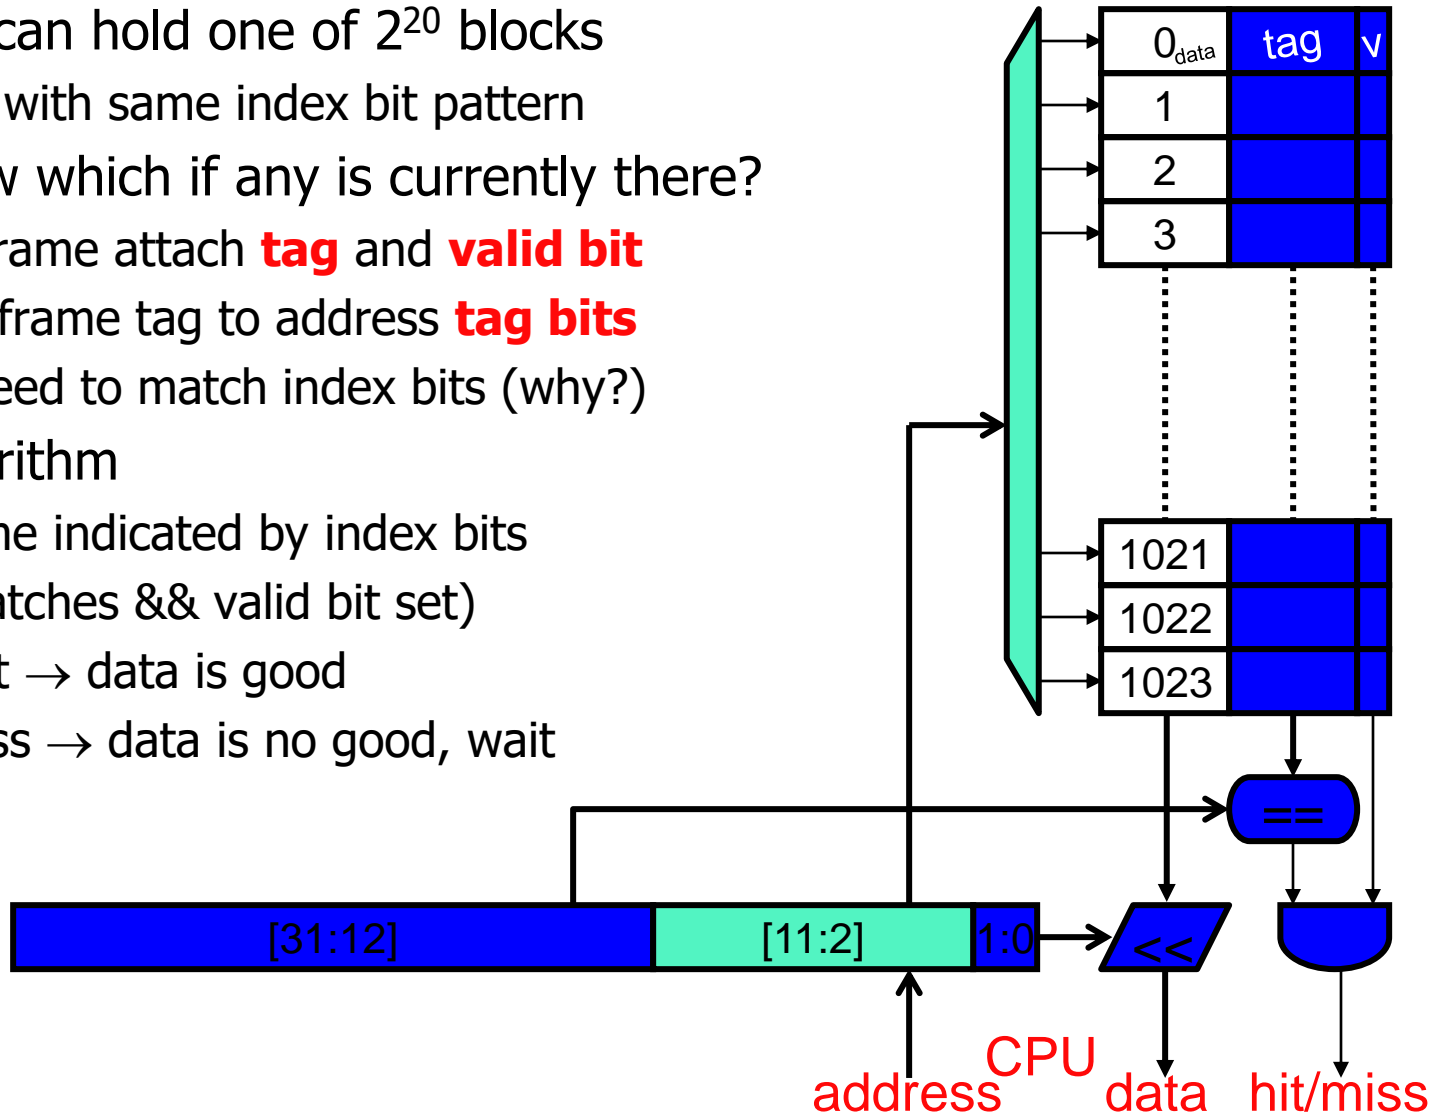 can hold one of 2²⁰ blocks
with same index bit pattern
w which if any is currently there?
rame attach tag and valid bit
frame tag to address tag bits
eed to match index bits (why?)
rithm
ne indicated by index bits
atches && valid bit set)
t → data is good
ss → data is no good, wait
0 data tag v
1
2
3
1021
1022
1023
==
[31:12] [11:2] 1:0 <<
CPU
address data hit/miss